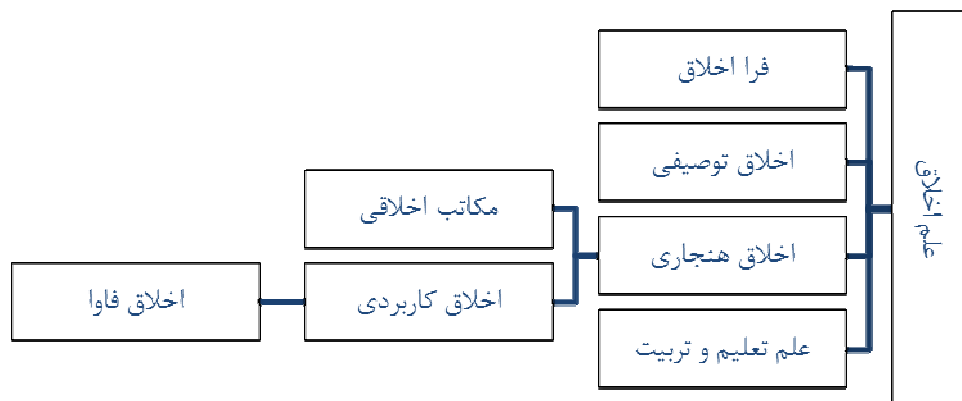 علم اخلاق
فرا اخلاق
اخلاق توصیفی
اخلاق هنجاری
علم تعلیم و تربیت
مکاتب اخلاقی
اخلاق کاربردی
اخلاق فاوا